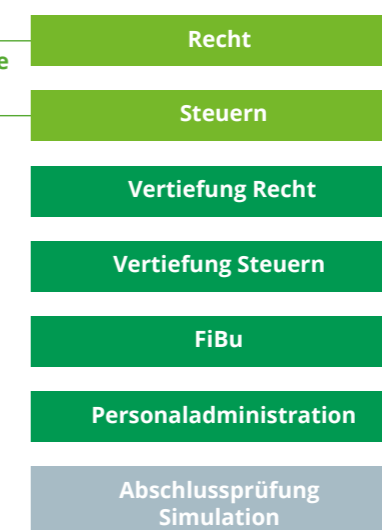 Recht
e
Steuern
Vertiefung Recht
Vertiefung Steuern
FiBu
Personaladministration
Abschlussprüfung
Simulation